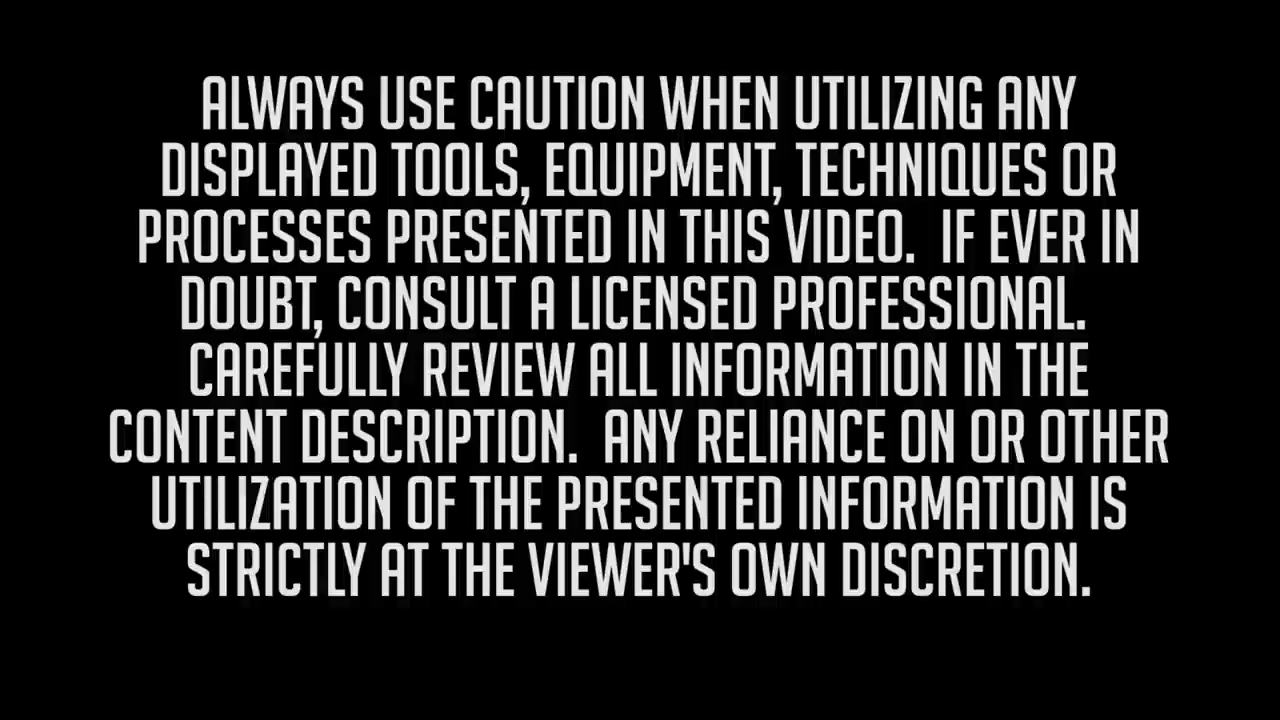 ALWAYS USE CAUTION WHEN UTILIZING ANY
DISPLAYED TOOLS, EQUIPMENT, TECHNIQUES OR
PROCESSES PRESENTED IN THIS VIDEO.  IF EVER IN
DOUBT, CONSULT A LICENSED PROFESSIONAL.
CAREFULLY REVIEW ALL INFORMATION IN THE
CONTENT DESCRIPTION.  ANY RELIANCE ON OR OTHER
UTILIZATION OF THE PRESENTED INFORMATION IS
STRICTLY AT THE VIEWER'S OWN DISCRETION.